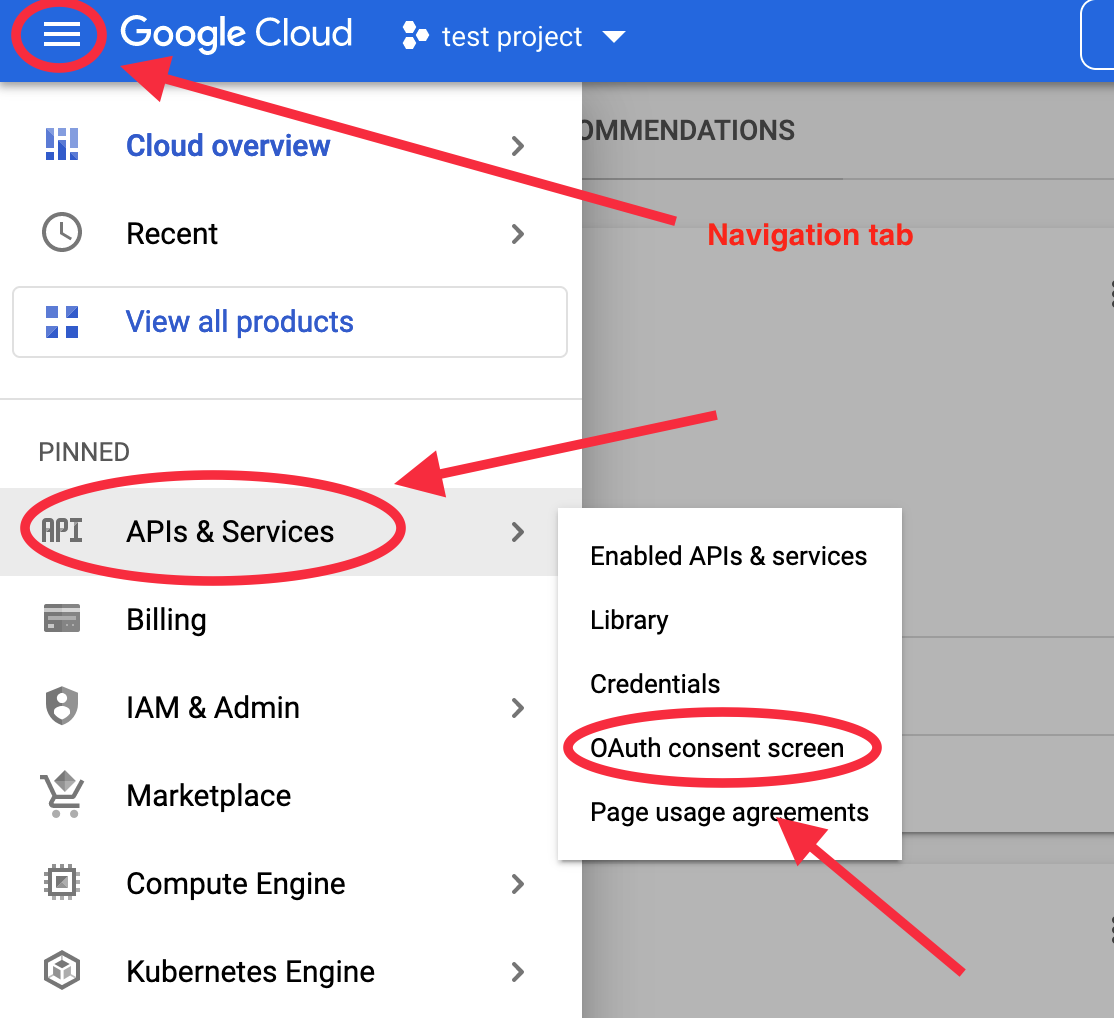 Google Cloud
test project
OMMENDATIONS
Cloud overview
Navigation tab
Recent
View all products
PINNED
API
APIs & Services
Billing
IAM & Admin
Marketplace
Compute Engine
Kubernetes Engine
Enabled APIs & services
Library
Credentials
OAuth consent screen
Page usage agreements